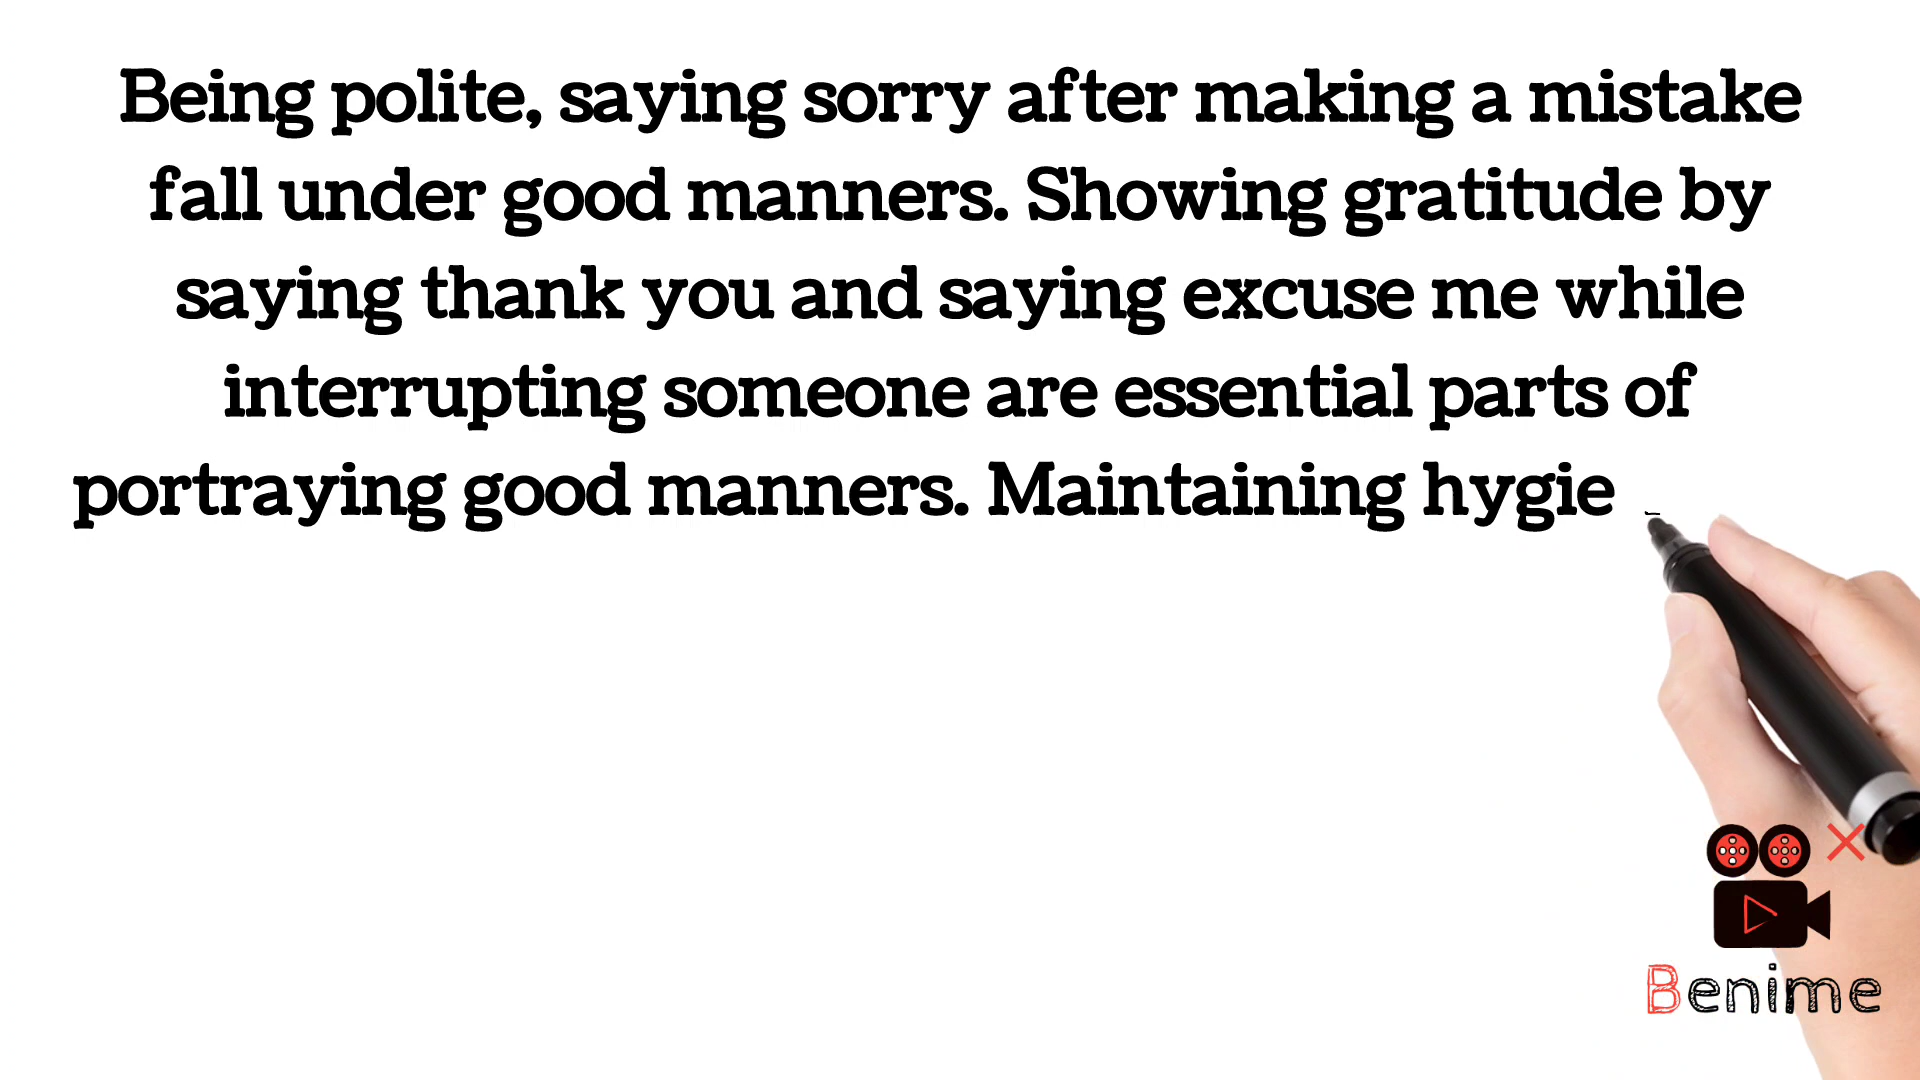 Being polite, saying sorry after making a mistake
fall under good manners. Showing gratitude by
saying thank you and saying excuse me while
interrupting someone are essential parts of
portraying good manners. Maintaining hygie
Benime